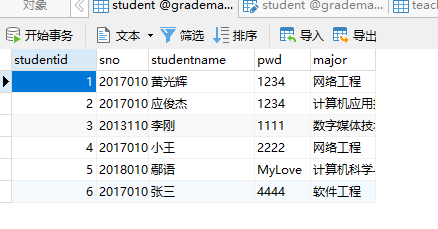 对象 student @gradema... student @gradema... teac
开始事务 文本 筛选 排序 导入 导出
studentid sno studentname pwd major
1 2017010 黄光辉 1234 网络工程
2 2017010 应俊杰 1234 计算机应用
3 2013110 李刚 1111 数字媒体技
4 2017010 小王 2222 网络工程
5 2018010 鄢语 MyLove 计算机科学
6 2017010 张三 4444 软件工程